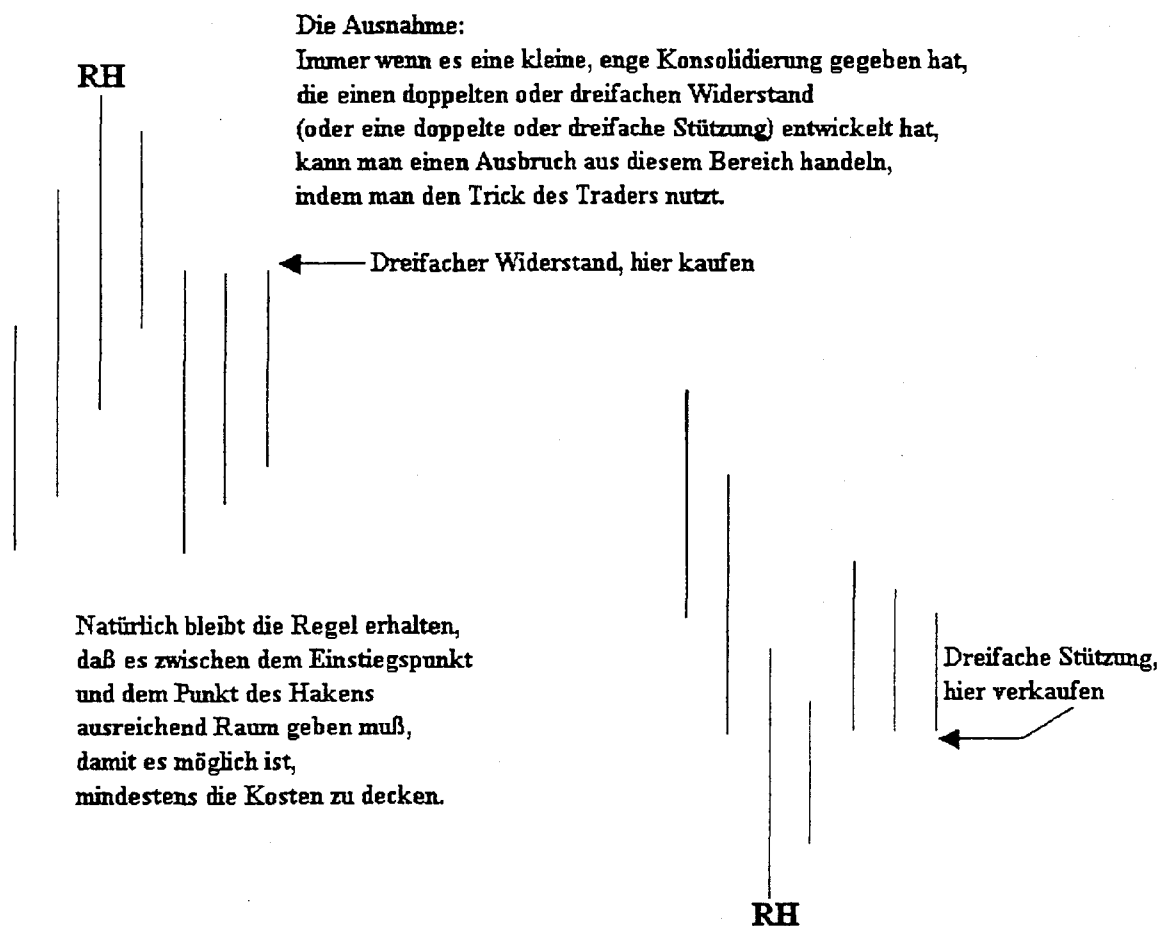 Die Ausnahme:
Immer wenn es eine kleine, enge Konsolidierung gegeben hat,
die einen doppelten oder dreifachen Widerstand
(oder eine doppelte oder dreifache Stützung) entwickelt hat,
kann man einen Ausbruch aus diesem Bereich handeln,
indem man den Trick des Traders nutzt.
RH
Dreifacher Widerstand, hier kaufen
Natürlich bleibt die Regel erhalten,
daß es zwischen dem Einstiegspunkt
und dem Punkt des Hakens
ausreichend Raum geben muß,
damit es möglich ist,
mindestens die Kosten zu decken.
Dreifache Stützung,
hier verkaufen
RH